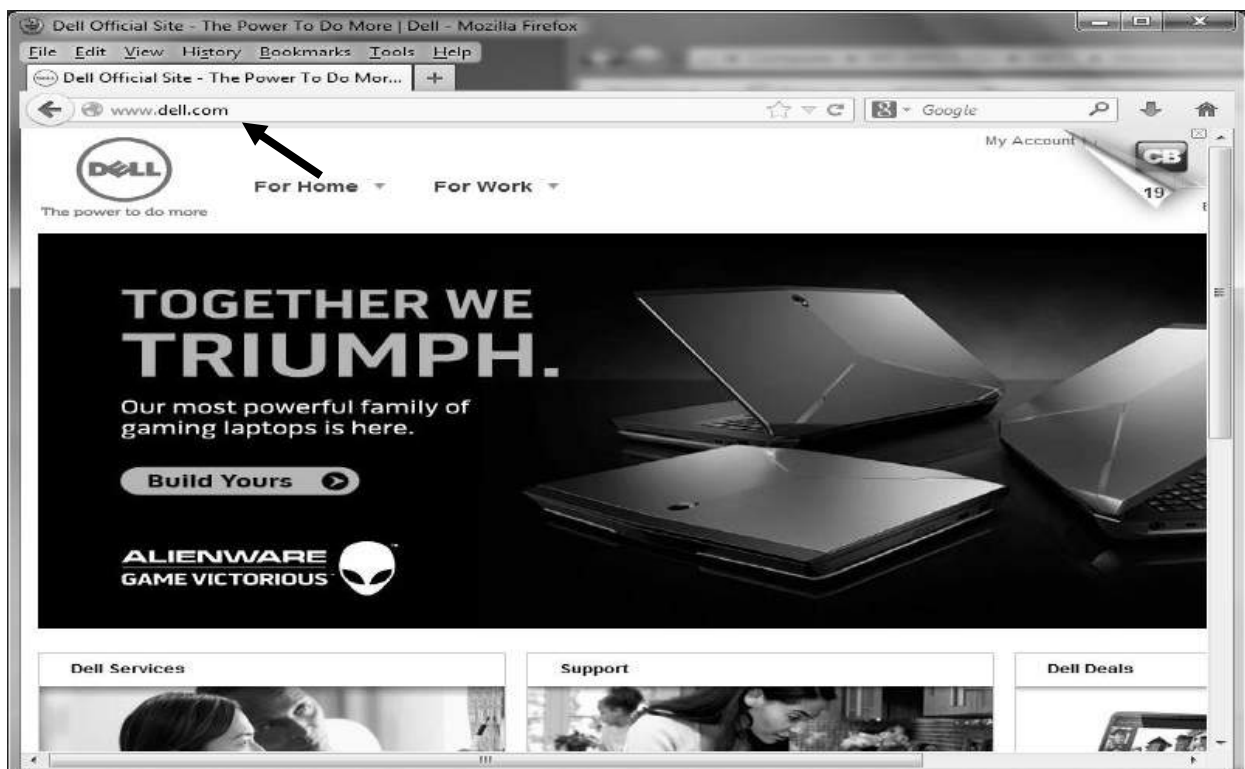 Dell Official Site - The Power To Do More | Dell - Mozilla Firefox
File Edit View History Bookmarks Tools Help
Dell Official Site - The Power To Do Mor... +
www.dell.com
Google
My Account
DELL
For Home
For Work
CB
19
The power to do more
TOGETHER WE
TRIUMPH.
Our most powerful family of
gaming laptops is here.
Build Yours
ALIENWARE™
GAME VICTORIOUS
Dell Services
Support
Dell Deals